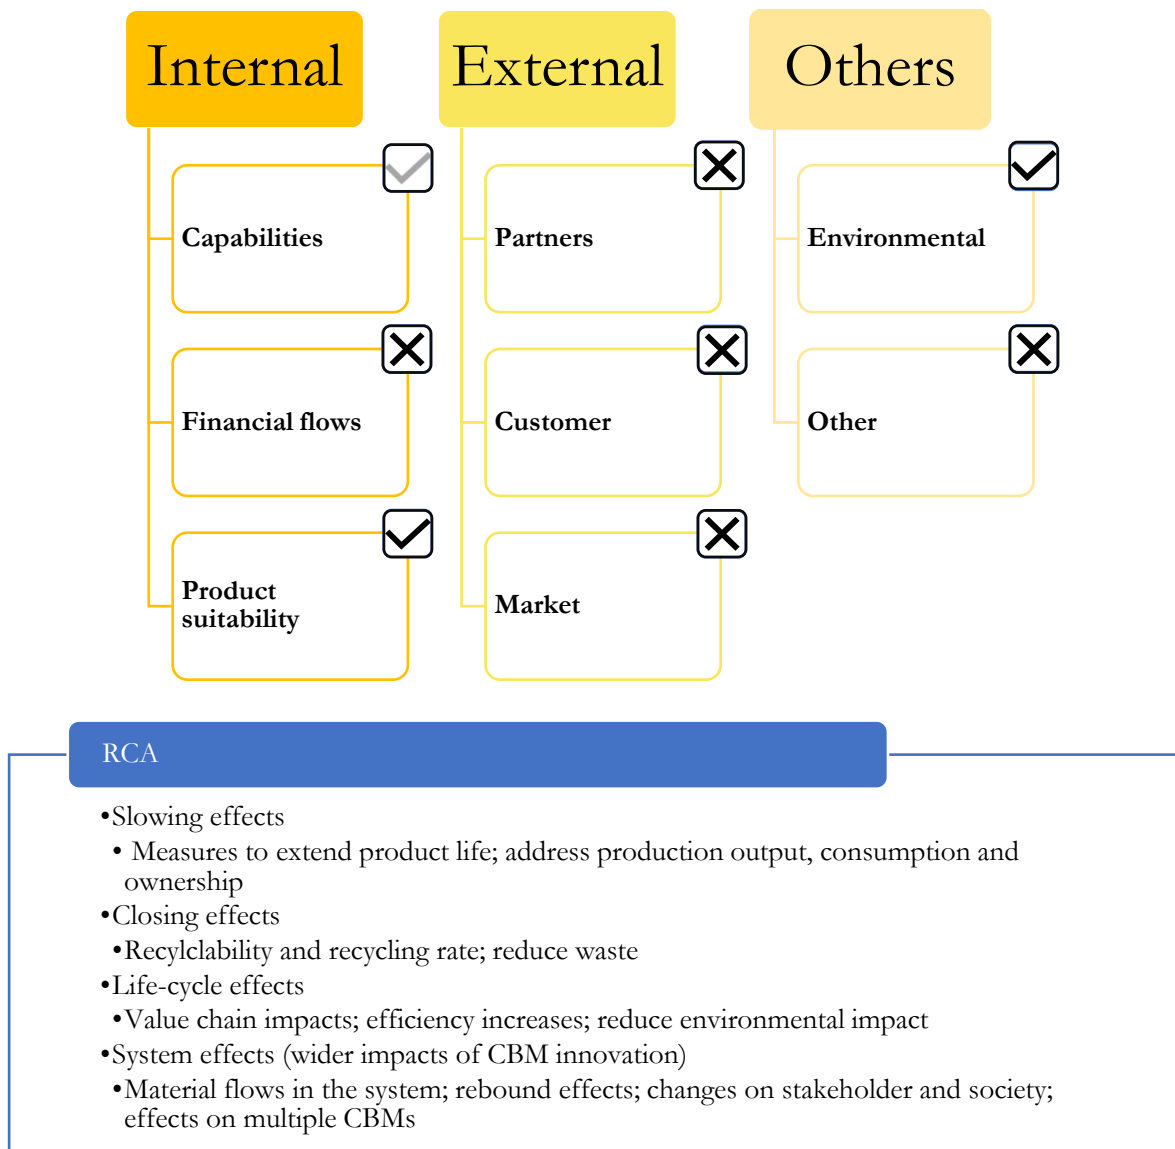 Internal
External
Others
Capabilities
Partners
Environmental
Financial flows
Customer
Other
Product
suitability
Market
RCA
•Slowing effects
• Measures to extend product life; address production output, consumption and
ownership
•Closing effects
•Recylclability and recycling rate; reduce waste
•Life-cycle effects
•Value chain impacts; efficiency increases; reduce environmental impact
•System effects (wider impacts of CBM innovation)
•Material flows in the system; rebound effects; changes on stakeholder and society;
effects on multiple CBMs